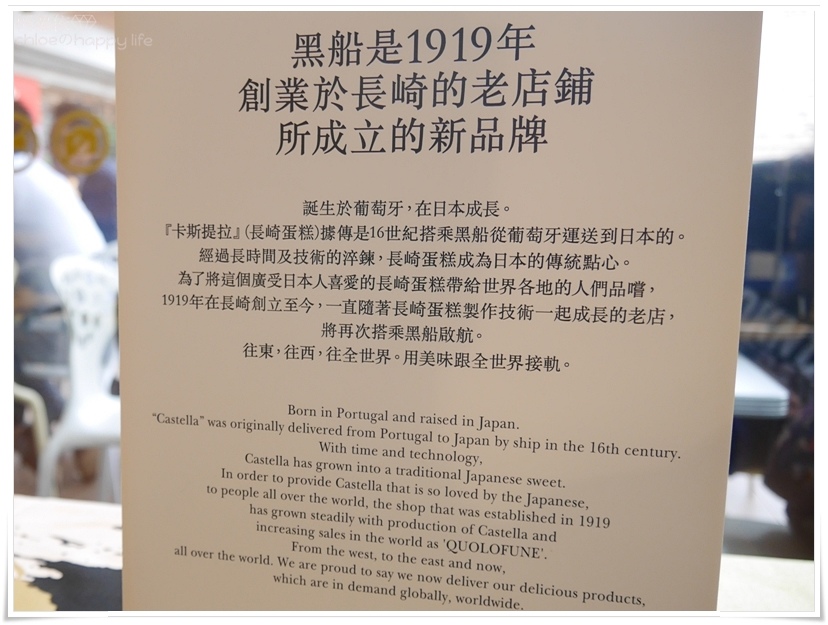 chloeのhappy life
黑船是1919年
創業於長崎的老店鋪
所成立的新品牌
誕生於葡萄牙，在日本成長。
『卡斯提拉』(長崎蛋糕)據傳是16世紀搭乘黑船從葡萄牙運送到日本的。
經過長時間及技術的淬鍊，長崎蛋糕成為日本的傳統點心。
為了將這個廣受日本人喜愛的長崎蛋糕帶給世界各地的人們品嚐，
1919年在長崎創立至今，一直隨著長崎蛋糕製作技術一起成長的老店，
將再次搭乘黑船啟航。
往東，往西，往全世界。用美味跟全世界接軌。
Born in Portugal and raised in Japan.
“Castella” was originally delivered from Portugal to Japan by ship in the 16th century.
With time and technology,
Castella has grown into a traditional Japanese sweet.
In order to provide Castella that is so loved by the Japanese,
to people all over the world, the shop that was established in 1919
has grown steadily with production of Castella and
increasing sales in the world as 'QUOLOFUNE'.
From the west, to the east and now,
all over the world. We are proud to say we now deliver our delicious products,
which are in demand globally, worldwide.